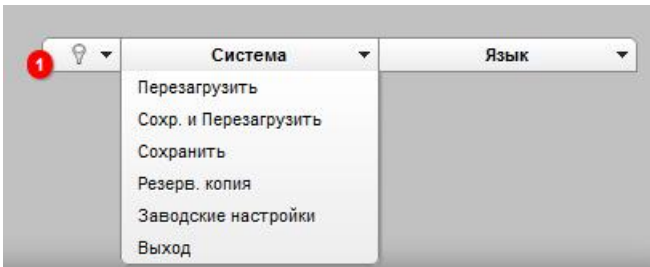 1 Система Язык
Перезагрузить
Сохр. и Перезагрузить
Сохранить
Резерв. копия
Заводские настройки
Выход